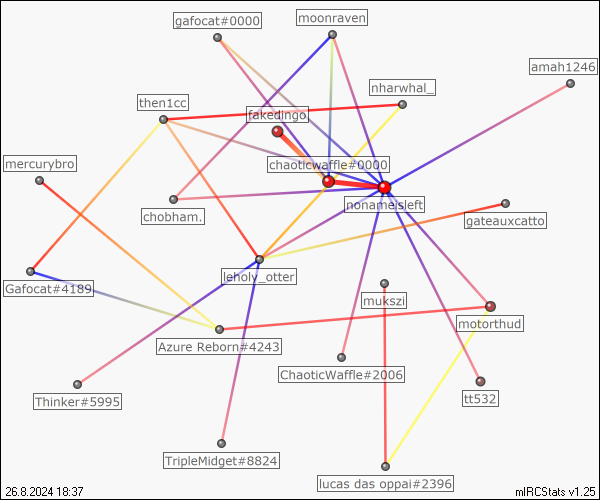 gafocat#0000
moonraven
amah1246
nharwhal_
then1cc
fakedingo
mercurybro
chaoticwaffle#0000
nonameisleft
chobham.
gateauxcatto
leholy_otter
Gafocat#4189
mukszi
motorthud
Azure Reborn#4243
ChaoticWaffle#2006
Thinker#5995
tt532
TripleMidget#8824
lucas das oppai#2396
26.8.2024 18:37
mIRCStats v1.25